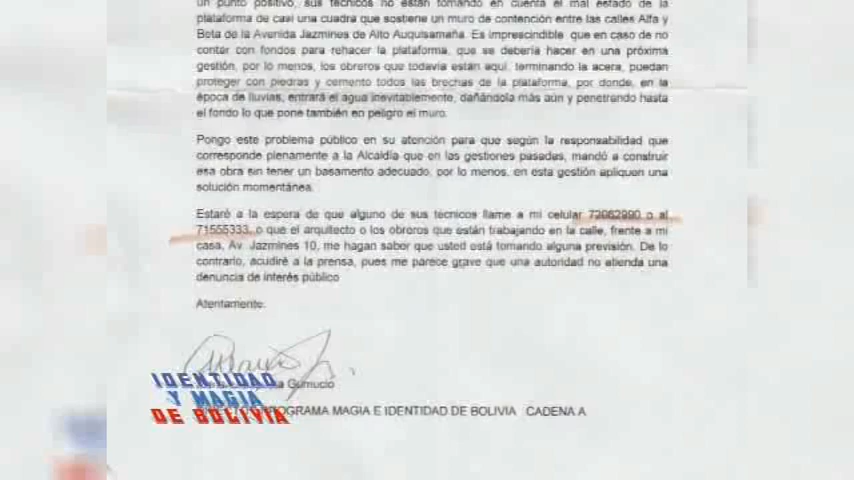 un punto positivo, sus técnicos no están tomando en cuenta el mal estado de la
plataforma de casi una cuadra que sostiene un muro de contención entre las calles Alfa y
Beta de la Avenida Jazmines de Alto Auquisamaña. Es imprescindible que en caso de no
contar con fondos para rehacer la plataforma, que se debería hacer en una próxima
gestión, por lo menos, los obreros que todavía están aquí, terminando la acera, puedan
proteger con piedras y cemento todos las brechas de la plataforma, por donde, en la
época de lluvias, entrará el agua inevitablemente, dañándola más aún y penetrando hasta
el fondo lo que pone también en peligro el muro.
Pongo este problema público en su atención para que según la responsabilidad que
corresponde plenamente a la Alcaldía que en las gestiones pasadas, mandó a construir
esa obra sin tener un basamento adecuado, por lo menos, en esta gestión apliquen una
solución momentánea.
Estaré a la espera de que alguno de sus técnicos llame a mi celular 72062990 o al
71555333, o que el arquitecto o los obreros que están trabajando en la calle, frente a mi
casa, Av. Jazmines 10, me hagan saber que usted está tomando alguna previsión. De lo
contrario, acudiré a la prensa, pues me parece grave que una autoridad no atienda una
denuncia de interés público
Atentamente.
Gumucio
PROGRAMA MAGIA E IDENTIDAD DE BOLIVIA CADENA A
IDENTIDAD
Y MAGIA
DE BOLIVIA